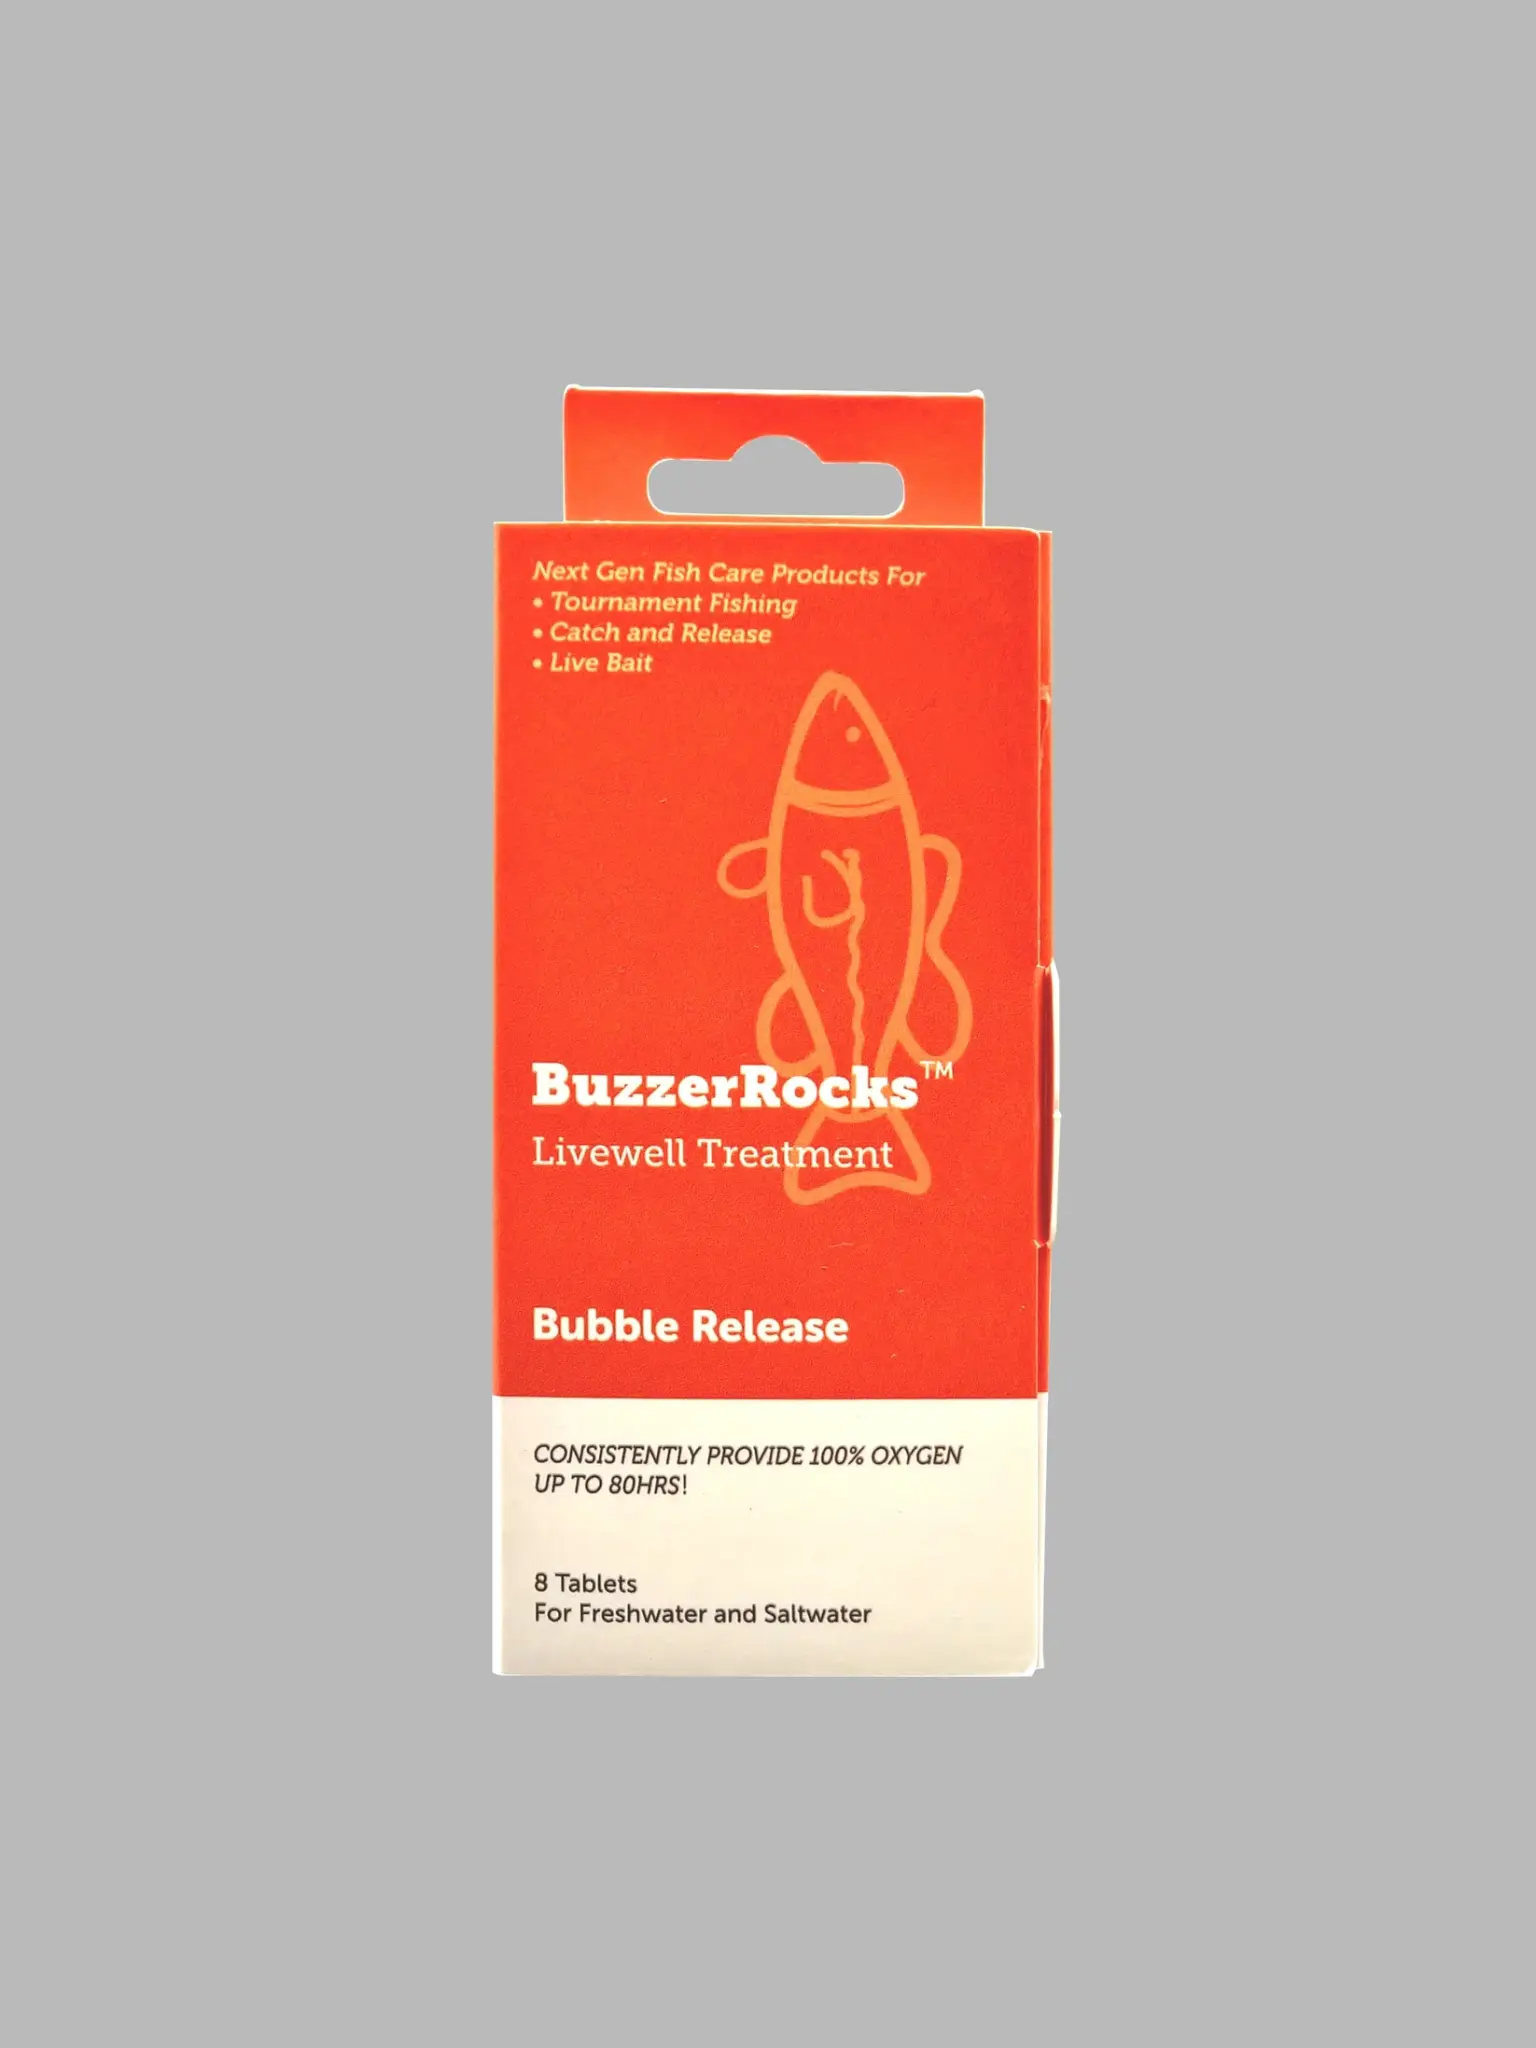 Next Gen Fish Care Products For
• Tournament Fishing
• Catch and Release
• Live Bait
BuzzerRocks™
Livewell Treatment
Bubble Release
CONSISTENTLY PROVIDE 100% OXYGEN
UP TO 80HRS!
8 Tablets
For Freshwater and Saltwater